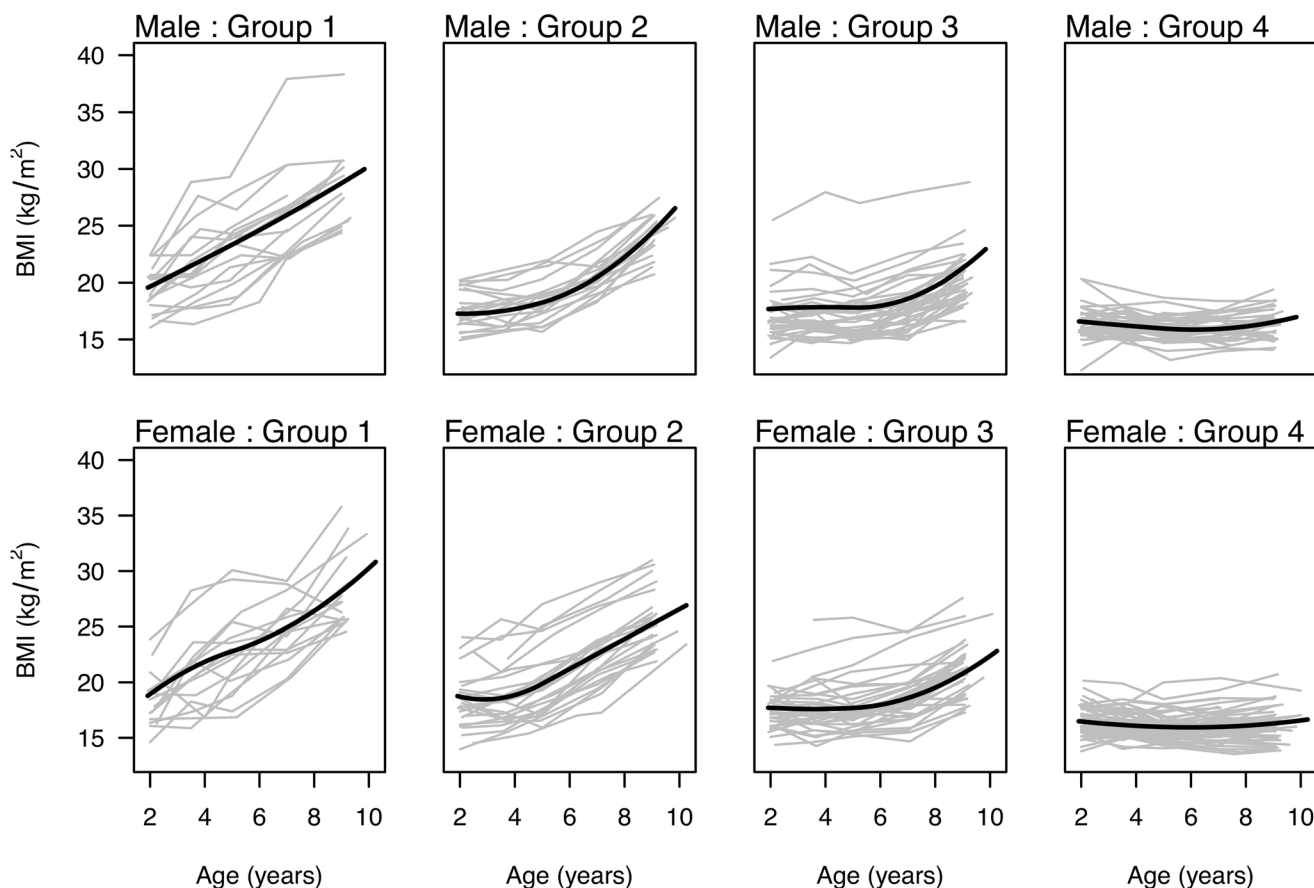 Male : Group 1
Male : Group 2
Male : Group 3
Male : Group 4
40
35
30
25
20
15
BMI (kg/m²)
Female : Group 1
Female : Group 2
Female : Group 3
Female : Group 4
40
35
30
25
20
15
BMI (kg/m²)
2 4 6 8 10
2 4 6 8 10
2 4 6 8 10
2 4 6 8 10
Age (years)
Age (years)
Age (years)
Age (years)